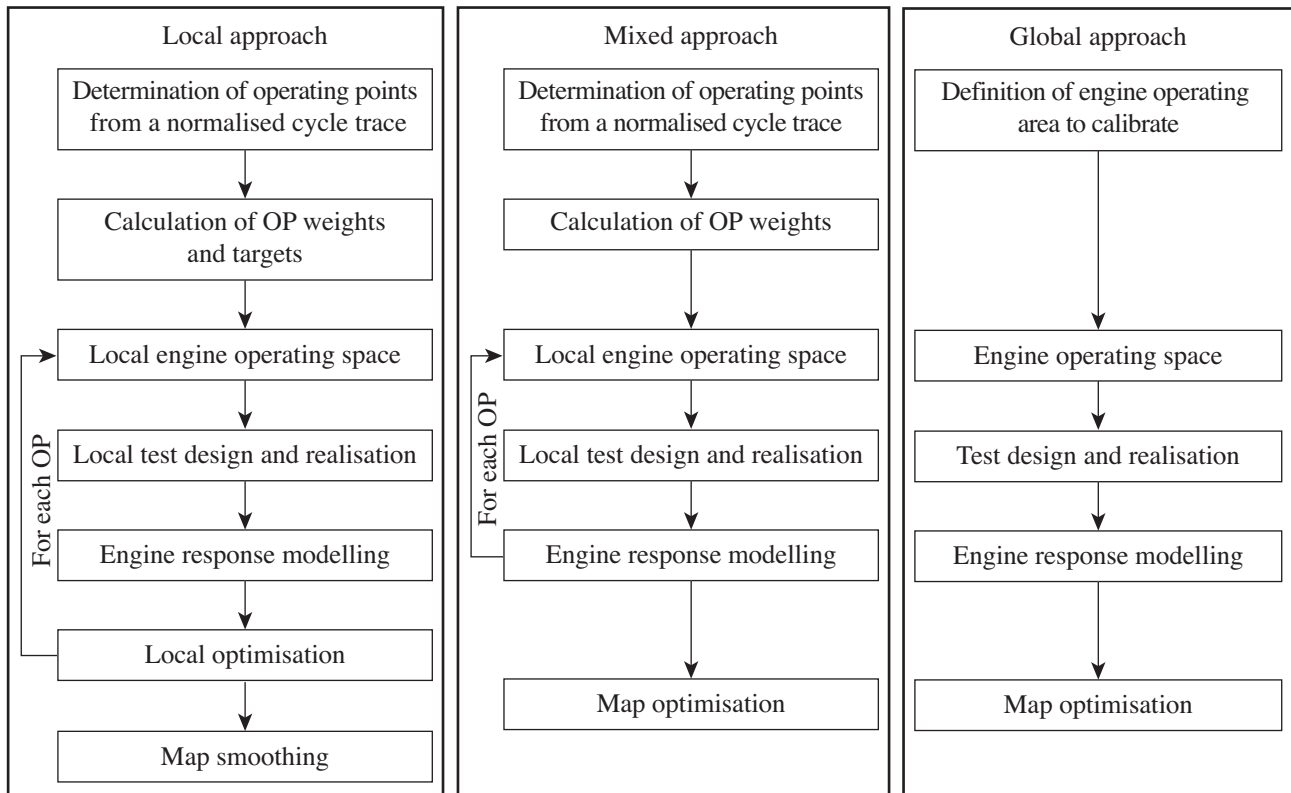 Local approach
Determination of operating points
from a normalised cycle trace
Calculation of OP weights
and targets
Local engine operating space
Local test design and realisation
For each OP
Engine response modelling
Local optimisation
Map smoothing
Mixed approach
Determination of operating points
from a normalised cycle trace
Calculation of OP weights
Local engine operating space
Local test design and realisation
For each OP
Engine response modelling
Map optimisation
Global approach
Definition of engine operating
area to calibrate
Engine operating space
Test design and realisation
Engine response modelling
Map optimisation